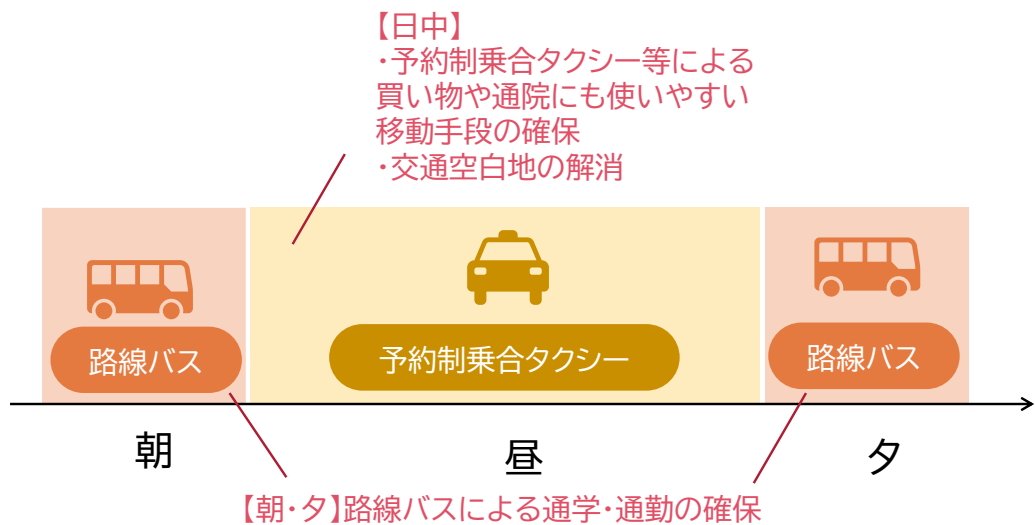 【日中】
・予約制乗合タクシー等による
買い物や通院にも使いやすい
移動手段の確保
・交通空白地の解消
路線バス
予約制乗合タクシー
路線バス
朝
昼
夕
【朝・夕】路線バスによる通学・通勤の確保